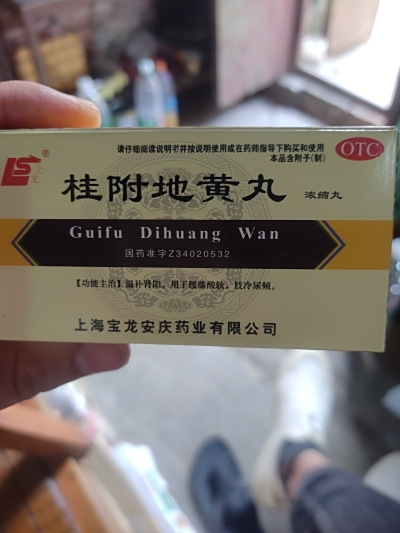 请仔细阅读说明书并按说明使用或在药师指导下购买和使用
本品含附子(制)
OTC
®
桂附地黄丸 浓缩丸
Guifu Dihuang Wan
国药准字Z34020532
【功能主治】温补肾阳。用于腰膝酸软，肢冷尿频。
上海宝龙安庆药业有限公司